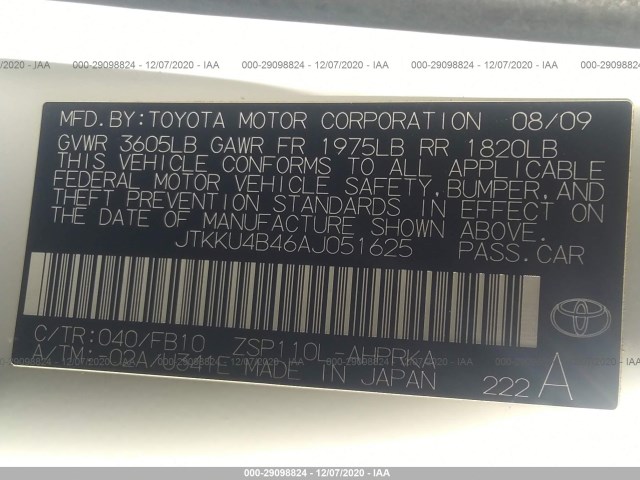 000-29098824 | 12/07/2020 - IAA
MFD. BY: TOYOTA MOTOR CORPORATION 08/09
GVWR 3605LB GAWR FR 1975LB RR 1820LB
THIS VEHICLE CONFORMS TO ALL APPLICABLE
FEDERAL MOTOR VEHICLE SAFETY, BUMPER, AND
THEFT PREVENTION STANDARDS IN EFFECT ON
THE DATE OF MANUFACTURE SHOWN ABOVE.
JTKKU4B46AJ051625 PASS. CAR
C/TR: 040/FB10 ZSP110L-AHPRKA
A/TM: MADE IN JAPAN
222 A
000-29098824 | 12/07/2020 - IAA